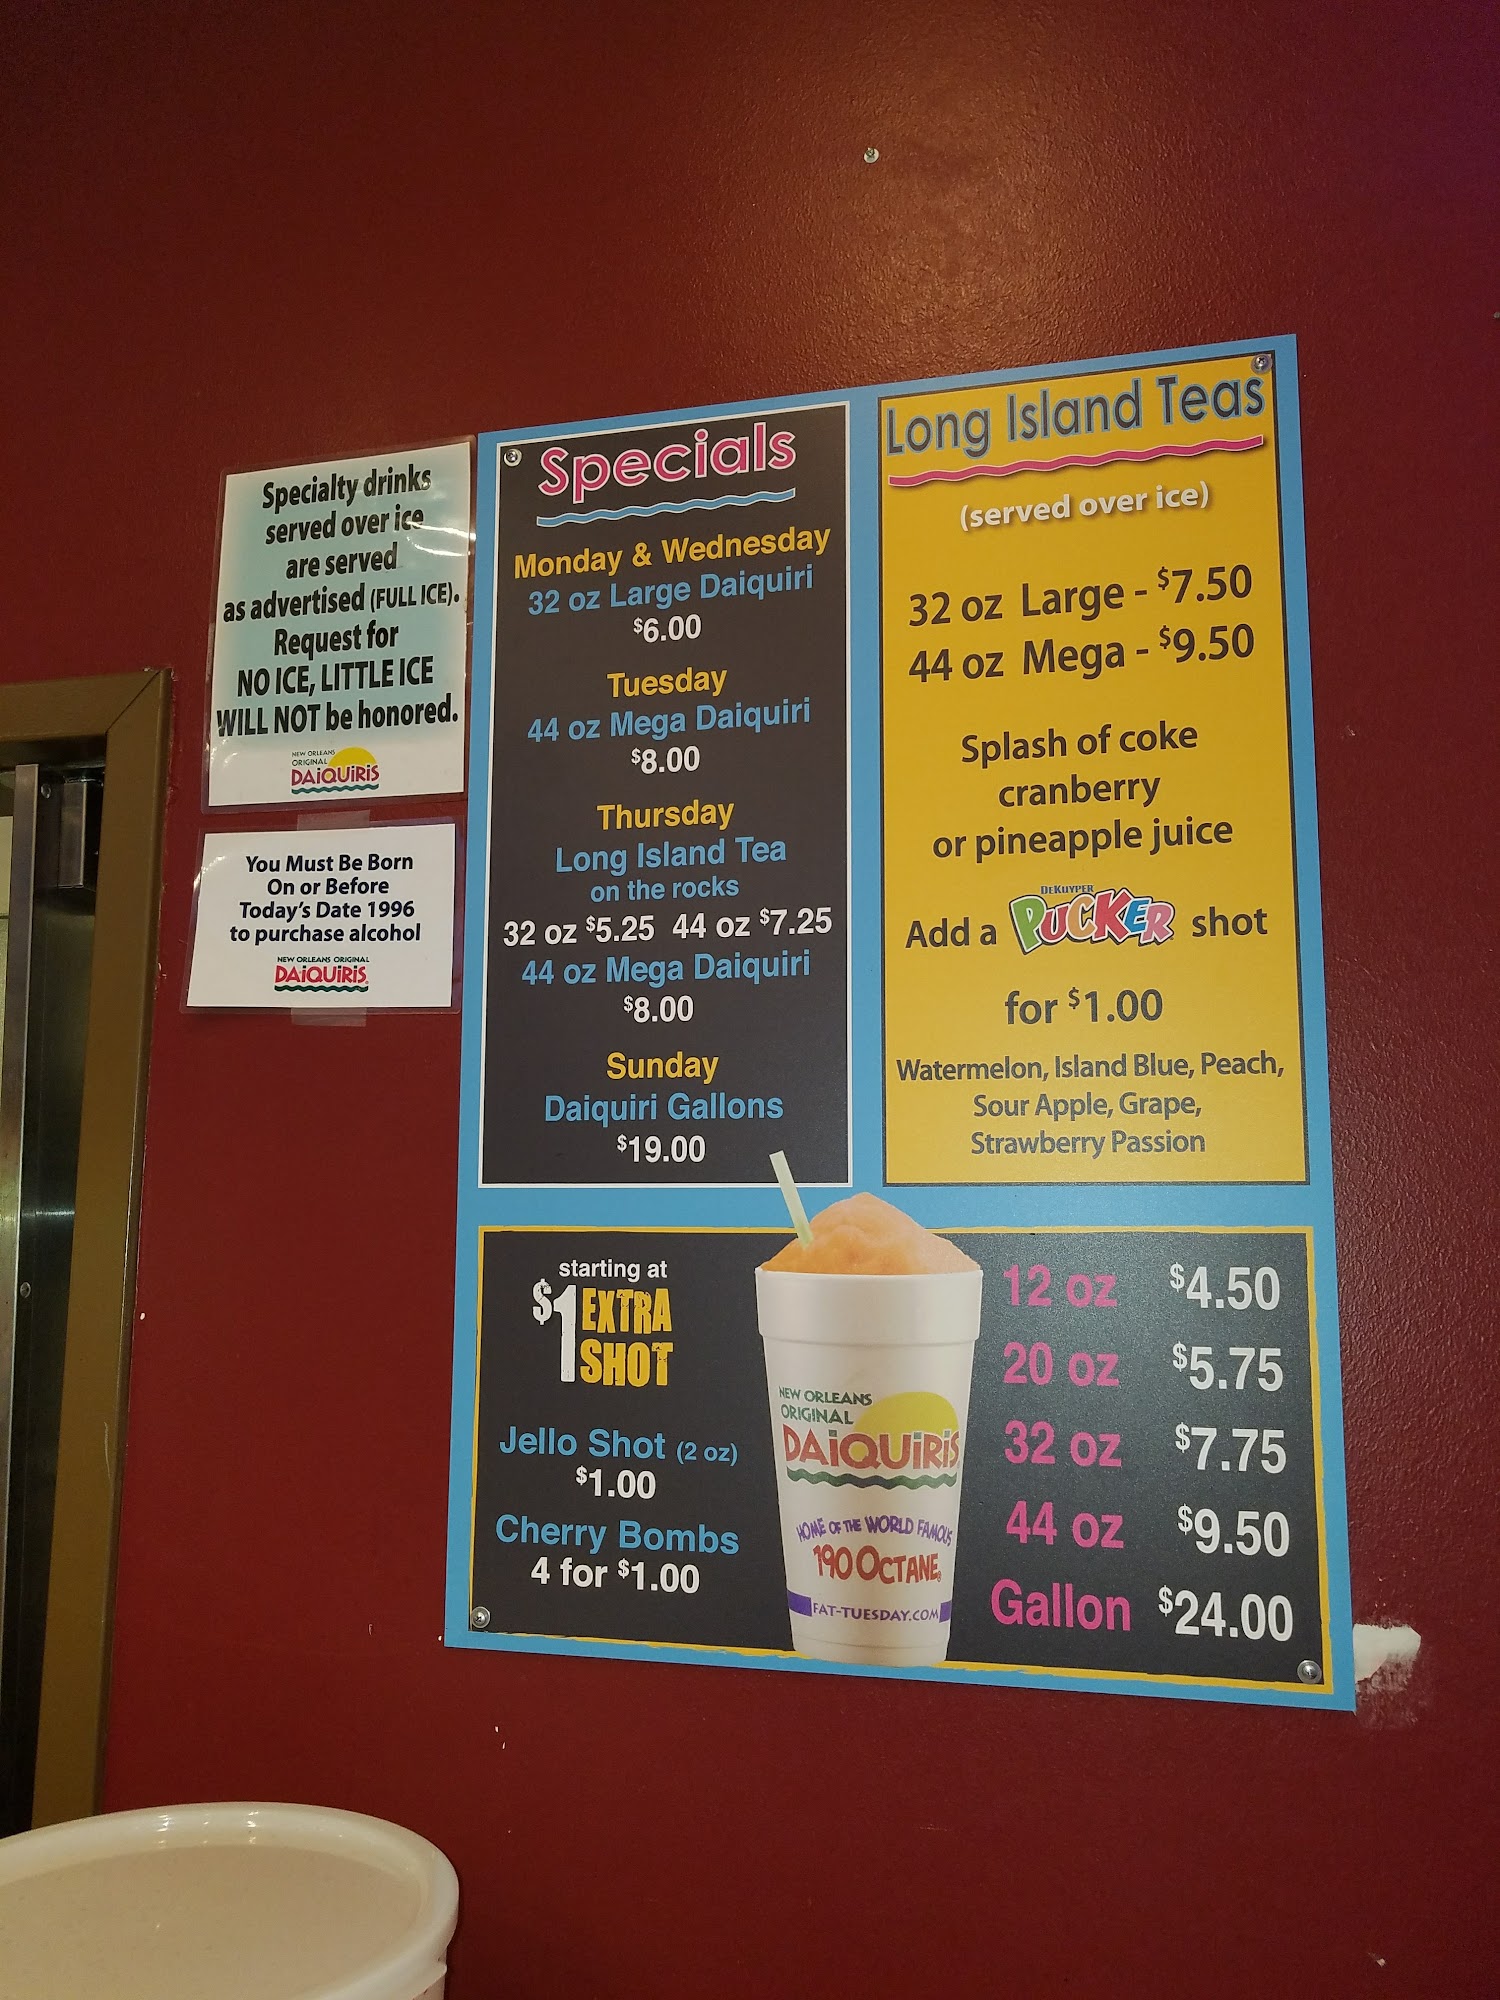 Specialty drinks
served over ice
are served
as advertised (FULL ICE).
Request for
NO ICE, LITTLE ICE
WILL NOT be honored.
NEW ORLEANS
ORIGINAL
DAIQUIRIS
You Must Be Born
On or Before
Today's Date 1996
to purchase alcohol
NEW ORLEANS ORIGINAL
DAIQUIRIS
Specials
Monday & Wednesday
32 oz Large Daiquiri
$6.00
Tuesday
44 oz Mega Daiquiri
$8.00
Thursday
Long Island Tea
on the rocks
32 oz $5.25 44 oz $7.25
44 oz Mega Daiquiri
$8.00
Sunday
Daiquiri Gallons
$19.00
Long Island Teas
(served over ice)
32 oz Large - $7.50
44 oz Mega - $9.50
Splash of coke
cranberry
or pineapple juice
DEKUYPER
Add a PUCKER shot
for $1.00
Watermelon, Island Blue, Peach,
Sour Apple, Grape,
Strawberry Passion
starting at
$1 EXTRA
SHOT
Jello Shot (2 oz)
$1.00
Cherry Bombs
4 for $1.00
NEW ORLEANS
ORIGINAL
DAIQUIRIS
HOME OF THE WORLD FAMOUS
190 OCTANE®
FAT-TUESDAY.COM
12 oz $4.50
20 oz $5.75
32 oz $7.75
44 oz $9.50
Gallon $24.00